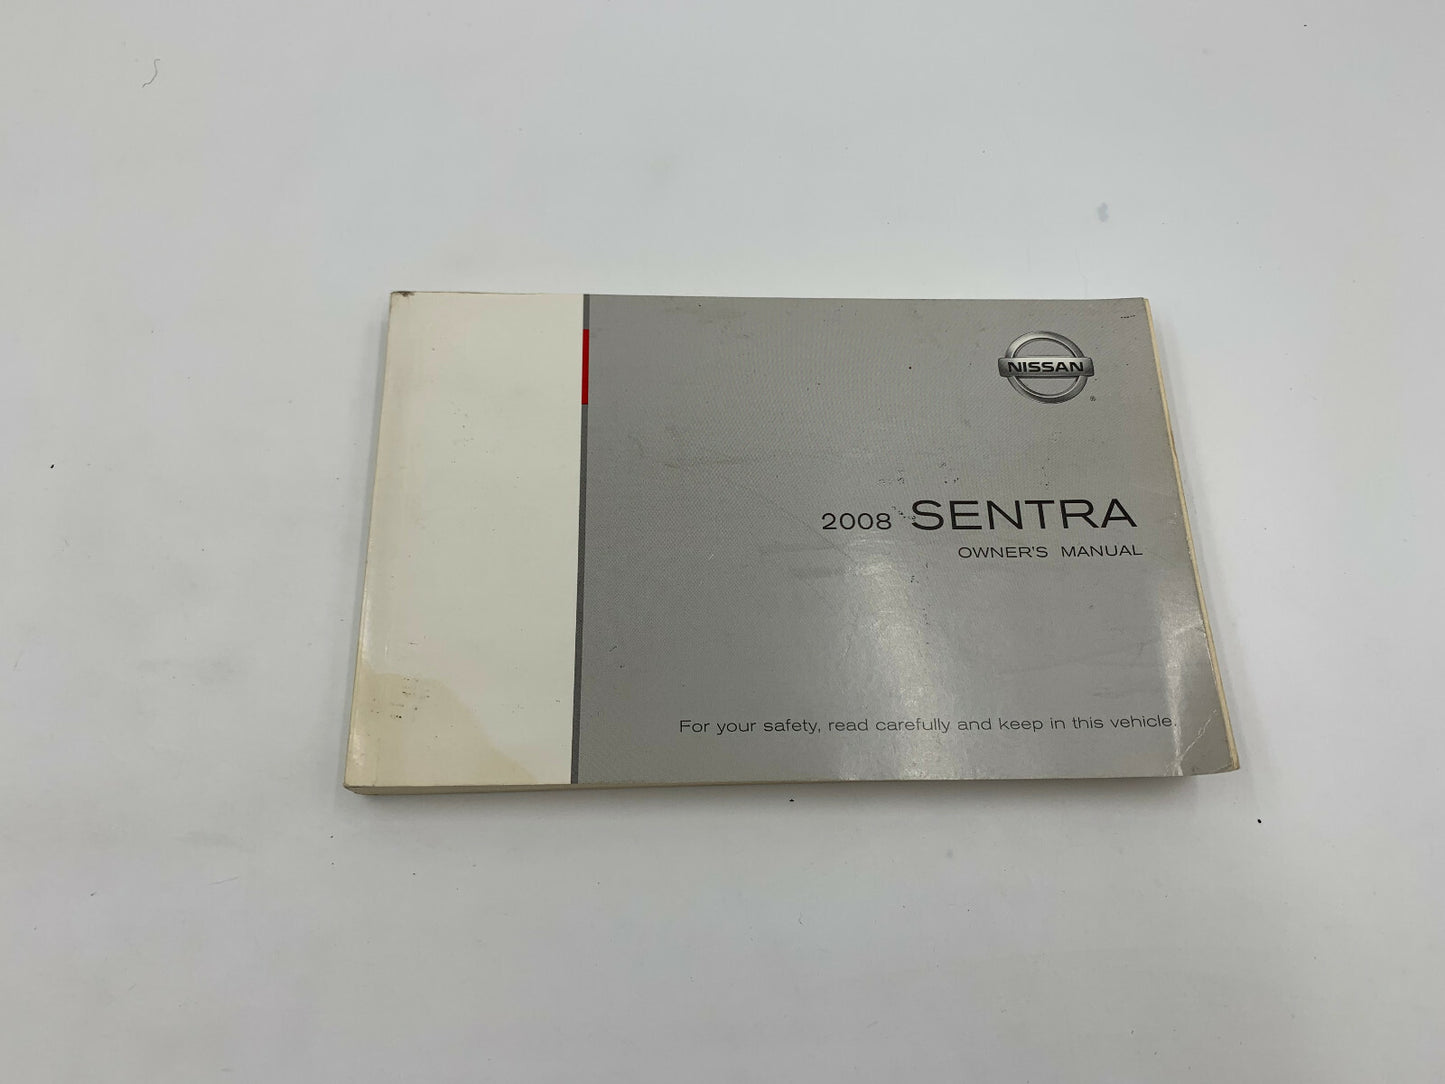 NISSAN
®
2008 SENTRA
OWNER'S MANUAL
For your safety, read carefully and keep in this vehicle.